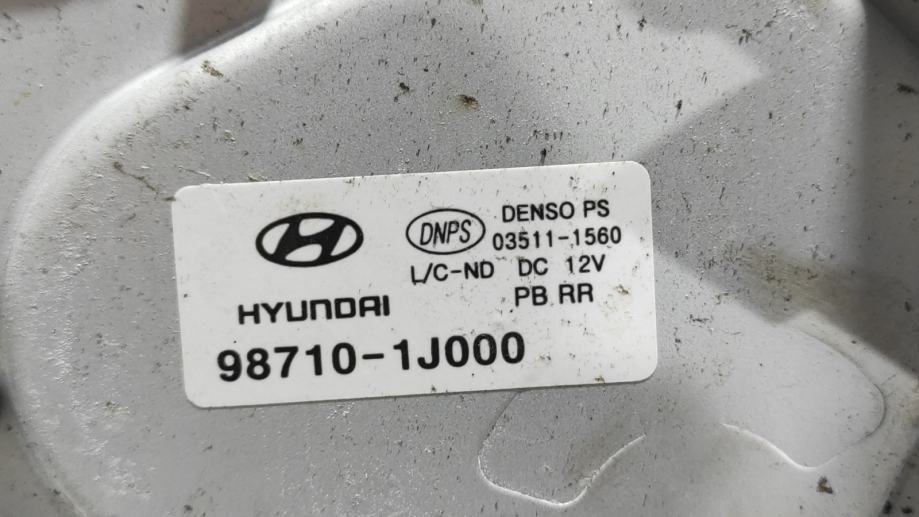 DNPS
DENSO PS
03511-1560
L/C-ND DC 12V
PB RR
HYUNDAI
98710-1J000